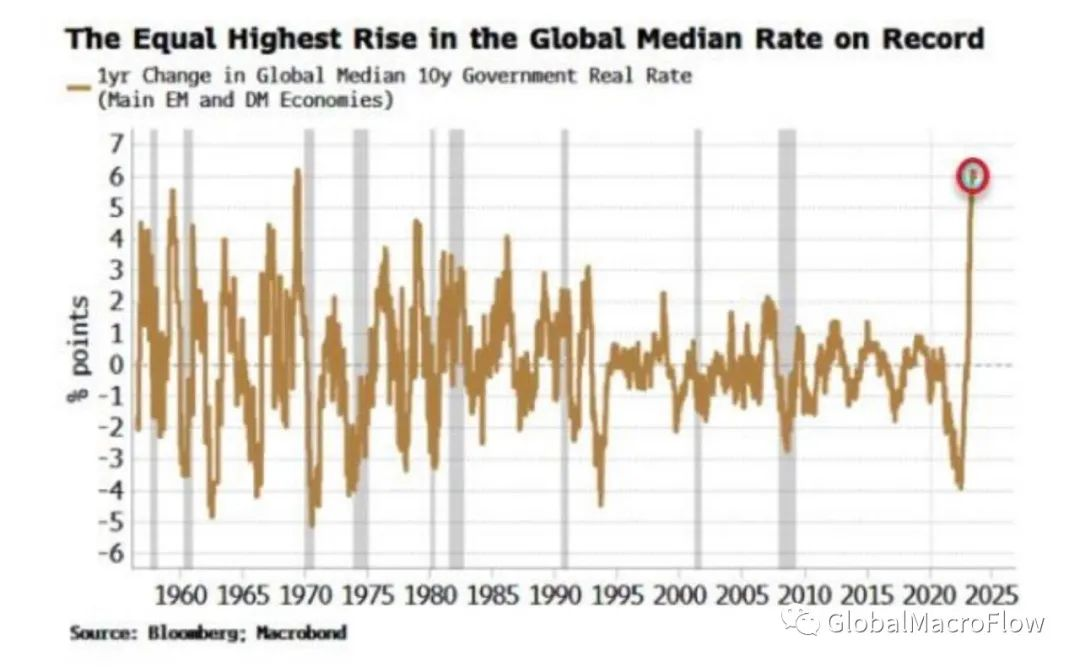 The Equal Highest Rise in the Global Median Rate on Record
1yr Change in Global Median 10y Government Real Rate
(Main EM and DM Economies)
% points
7
6
5
4
3
2
1
0
-1
-2
-3
-4
-5
-6
1960 1965 1970 1975 1980 1985 1990 1995 2000 2005 2010 2015 2020 2025
Source: Bloomberg; Macrobond
GlobalMacroFlow